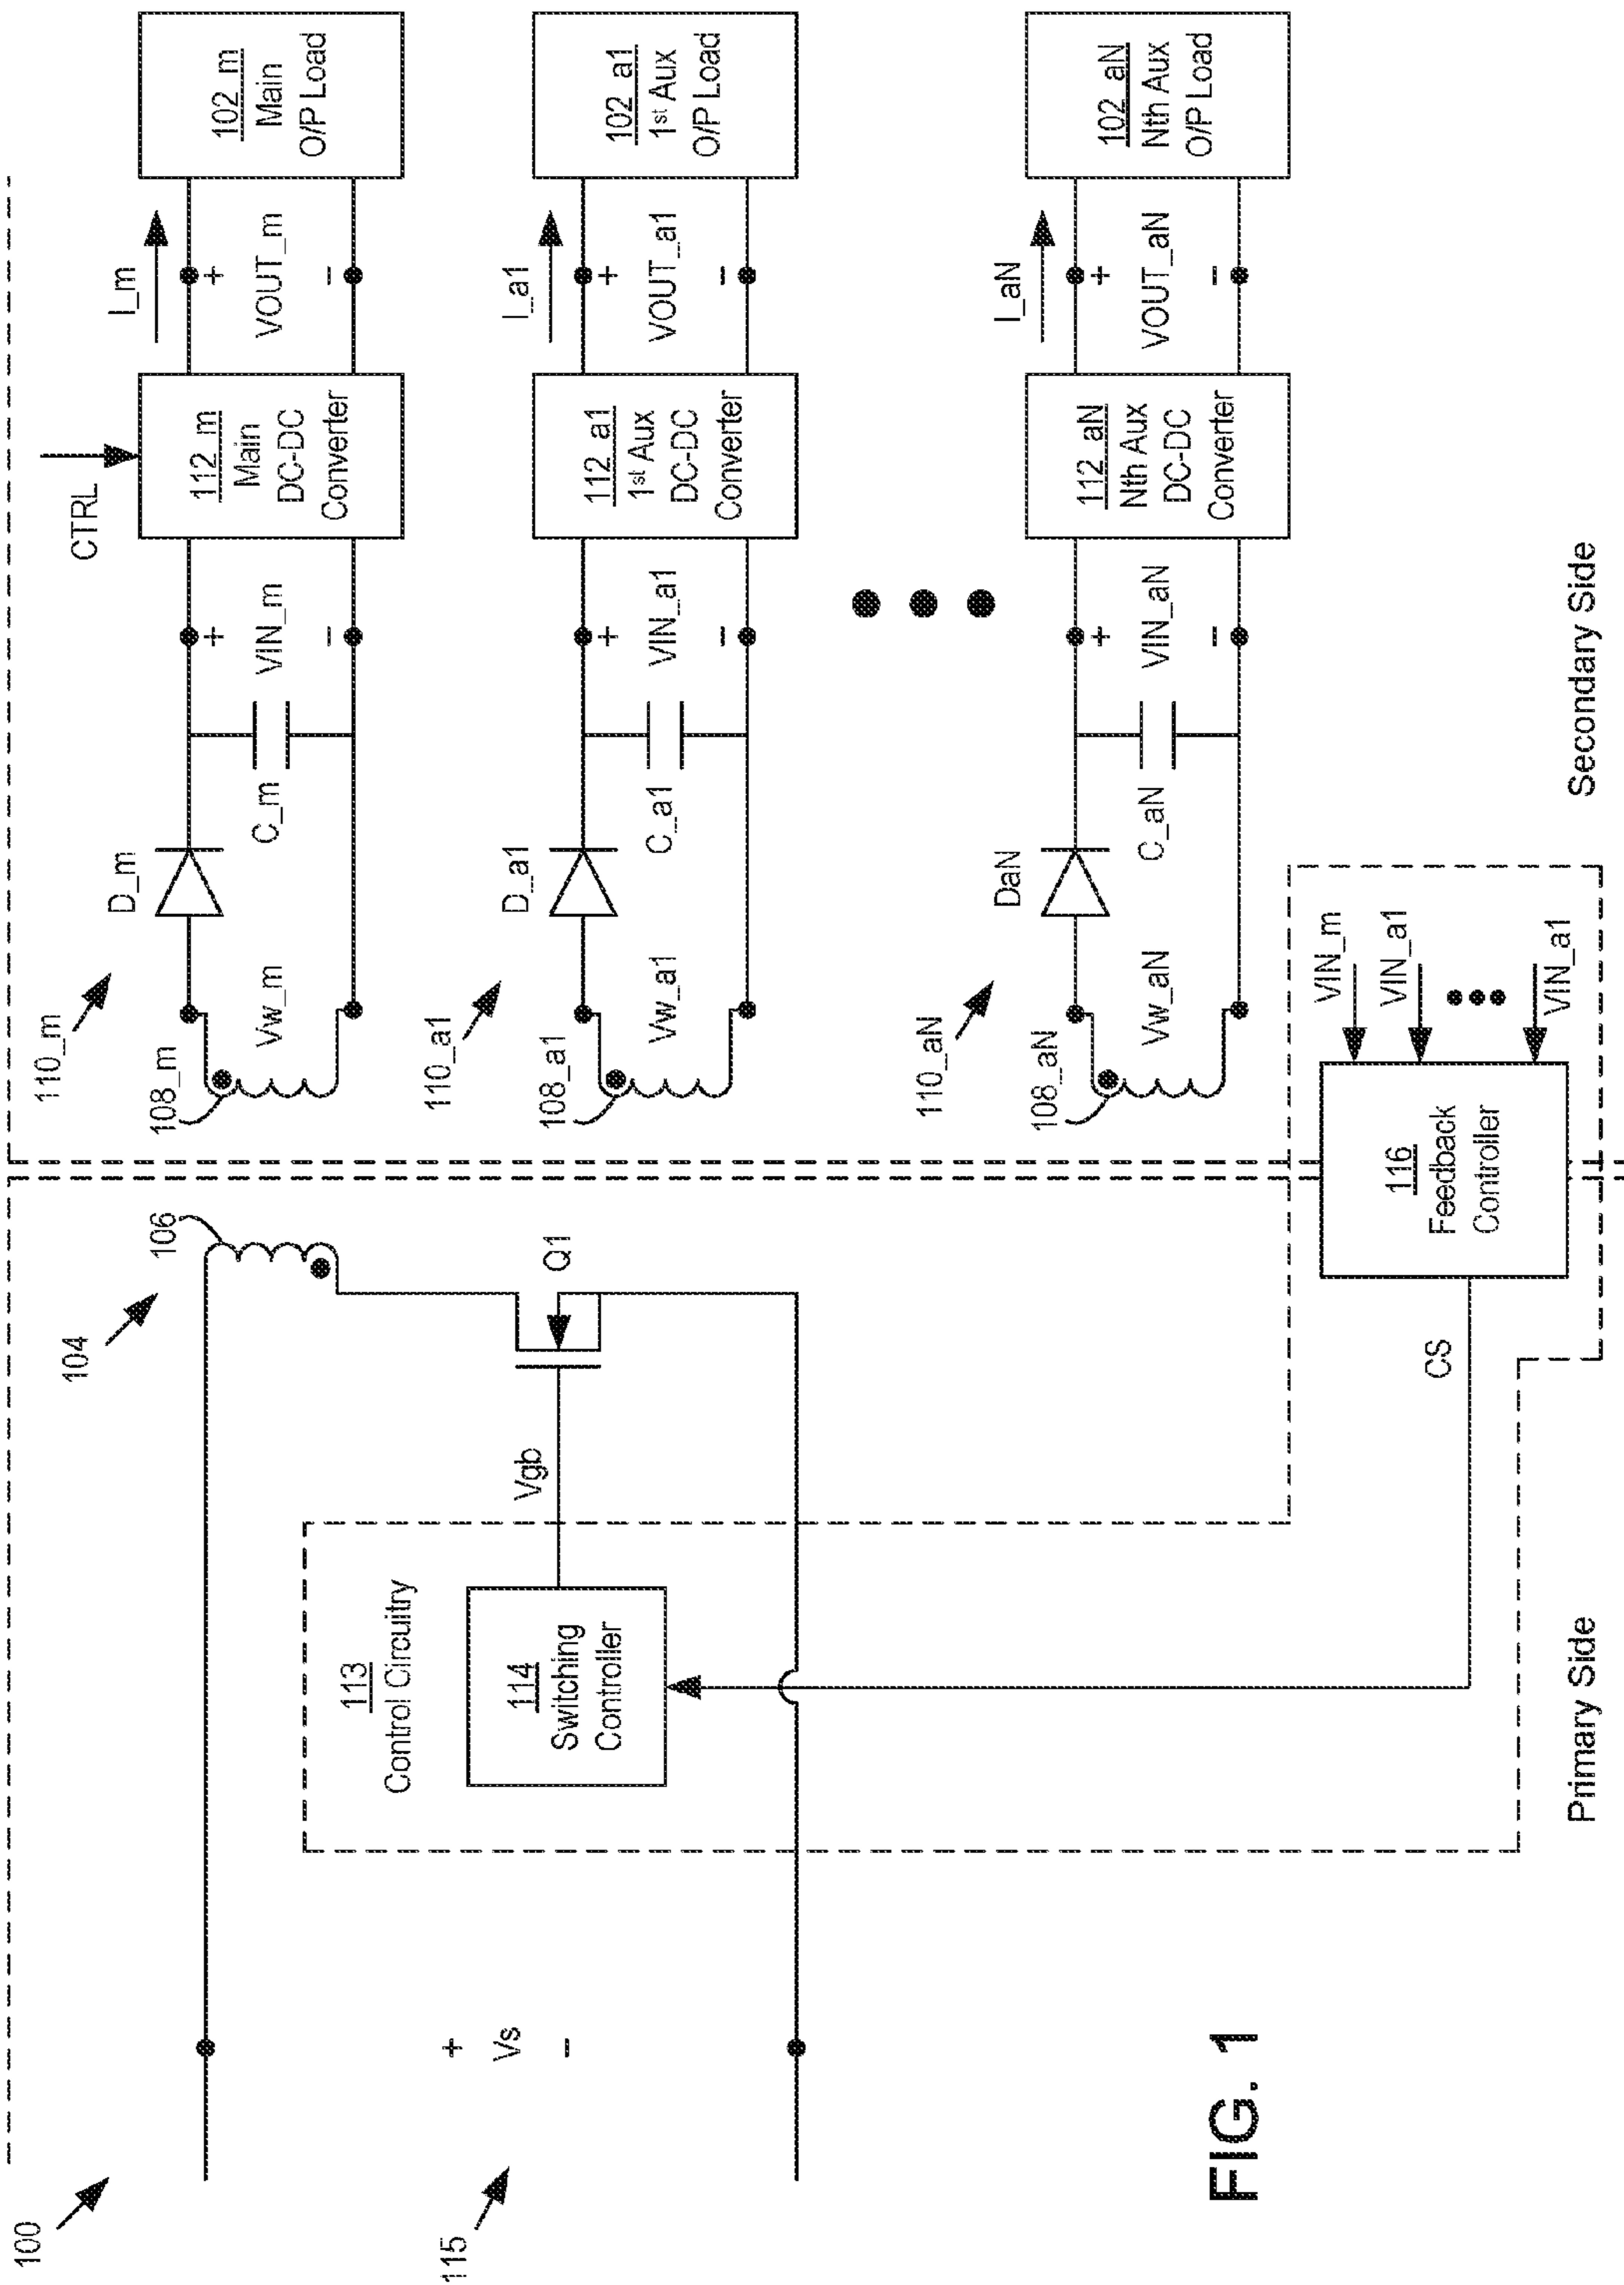 100
115
Vs
+
−
104
106
113
Control Circuitry
114
Switching
Controller
Vgb
Q1
CS
116
Feedback
Controller
VIN_m
VIN_a1
VIN_a1
Primary Side
Secondary Side
110_m
108_m
Vw_m
D_m
C_m
+
VIN_m
−
CTRL
112_m
Main
DC-DC
Converter
I_m
+
VOUT_m
−
102_m
Main
O/P Load
110_a1
108_a1
Vw_a1
D_a1
C_a1
+
VIN_a1
−
112_a1
1st Aux
DC-DC
Converter
I_a1
+
VOUT_a1
−
102_a1
1st Aux
O/P Load
110_aN
108_aN
Vw_aN
DaN
C_aN
+
VIN_aN
−
112_aN
Nth Aux
DC-DC
Converter
I_aN
+
VOUT_aN
−
102_aN
Nth Aux
O/P Load
FIG. 1